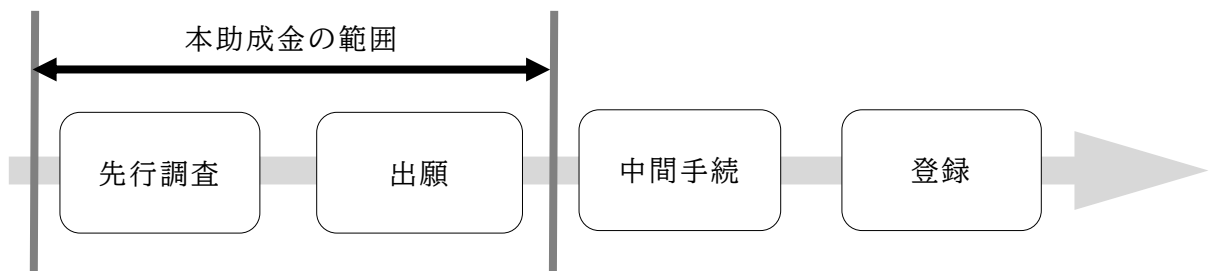 本助成金の範囲
先行調査
出願
中間手続
登録